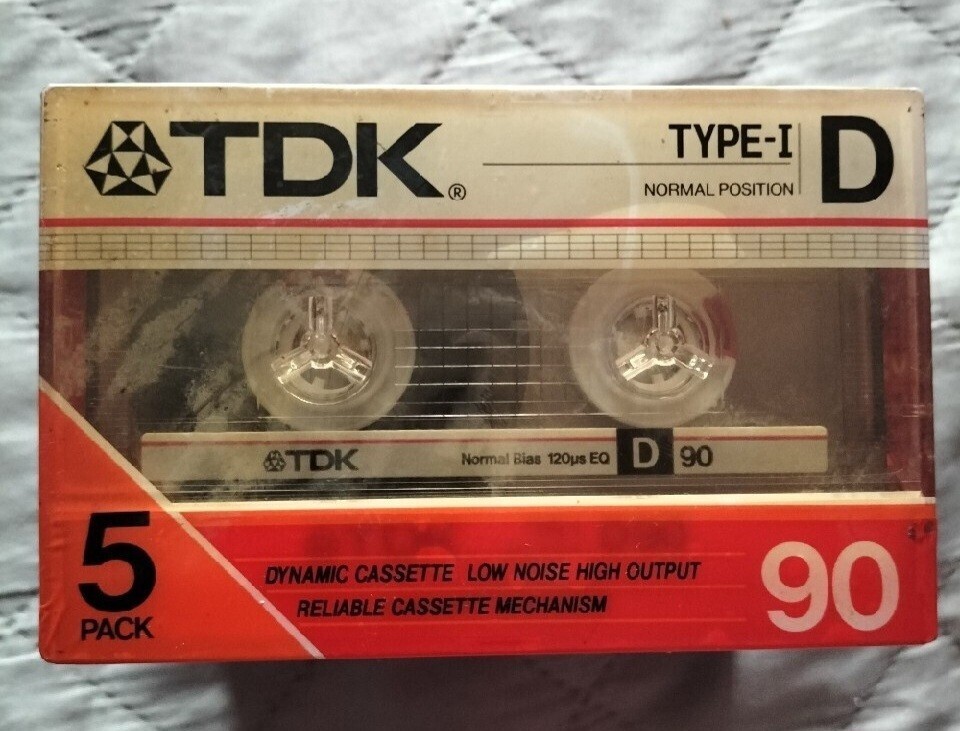 TDK®
TYPE-I
NORMAL POSITION
D
TDK
Normal Bias 120µs EQ D 90
5
PACK
DYNAMIC CASSETTE LOW NOISE HIGH OUTPUT
RELIABLE CASSETTE MECHANISM
90